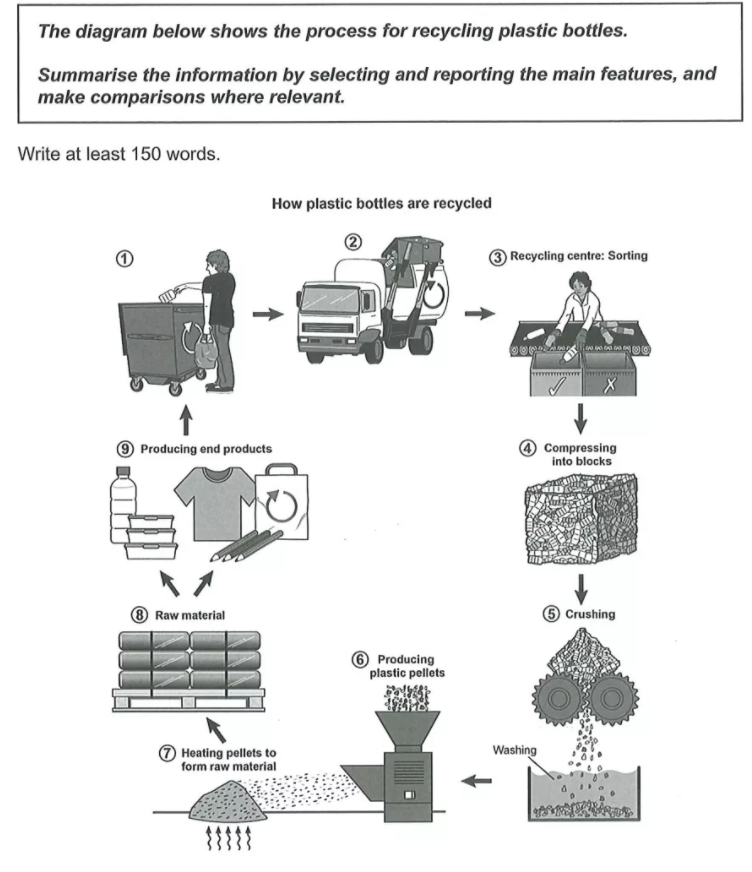 The diagram below shows the process for recycling plastic bottles.
Summarise the information by selecting and reporting the main features, and
make comparisons where relevant.
Write at least 150 words.
How plastic bottles are recycled
1
2
3 Recycling centre: Sorting
4 Compressing
into blocks
5 Crushing
Washing
6 Producing
plastic pellets
7 Heating pellets to
form raw material
8 Raw material
9 Producing end products